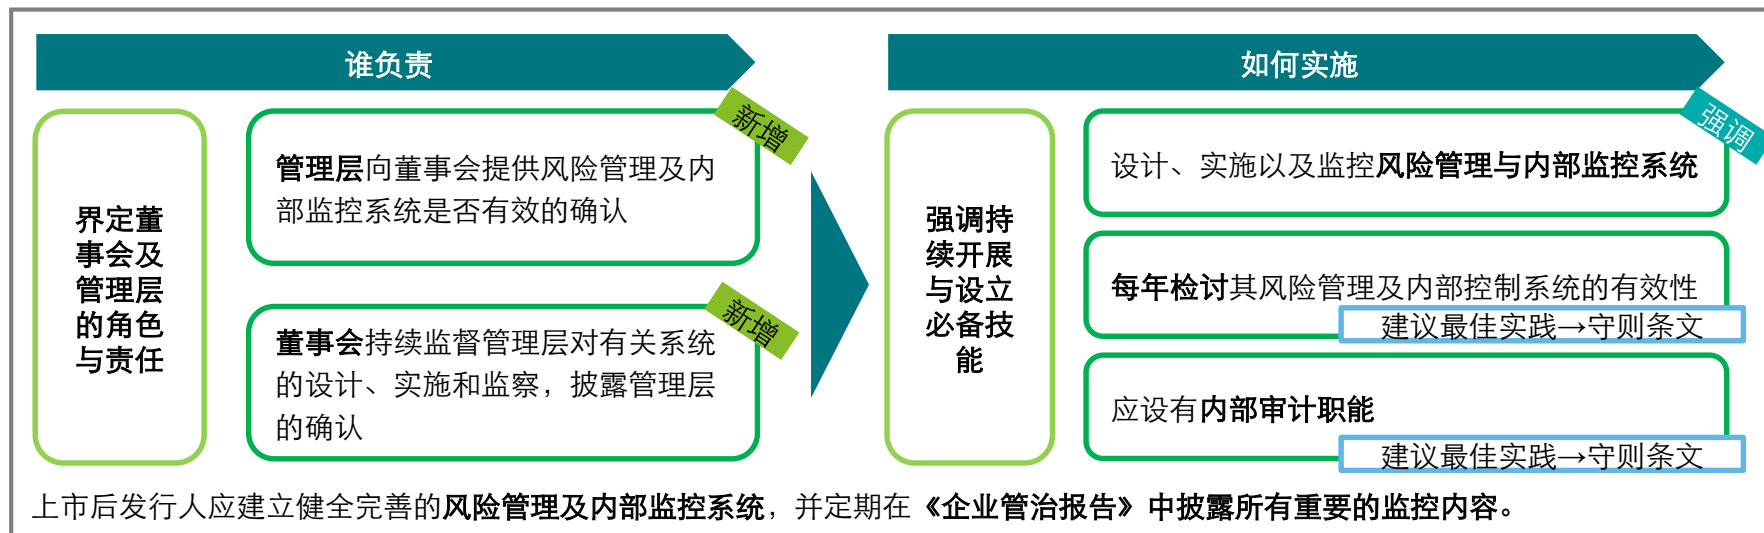 谁负责
界定董
事会及
管理层
的角色
与责任
新增
管理层向董事会提供风险管理及内
部监控系统是否有效的确认
新增
董事会持续监督管理层对有关系统
的设计、实施和监察，披露管理层
的确认
如何实施
强调持
续开展
与设立
必备技
能
强调
设计、实施以及监控风险管理与内部监控系统
每年检讨其风险管理及内部控制系统的有效性
建议最佳实践→守则条文
应设有内部审计职能
建议最佳实践→守则条文
上市后发行人应建立健全完善的风险管理及内部监控系统，并定期在《企业管治报告》中披露所有重要的监控内容。